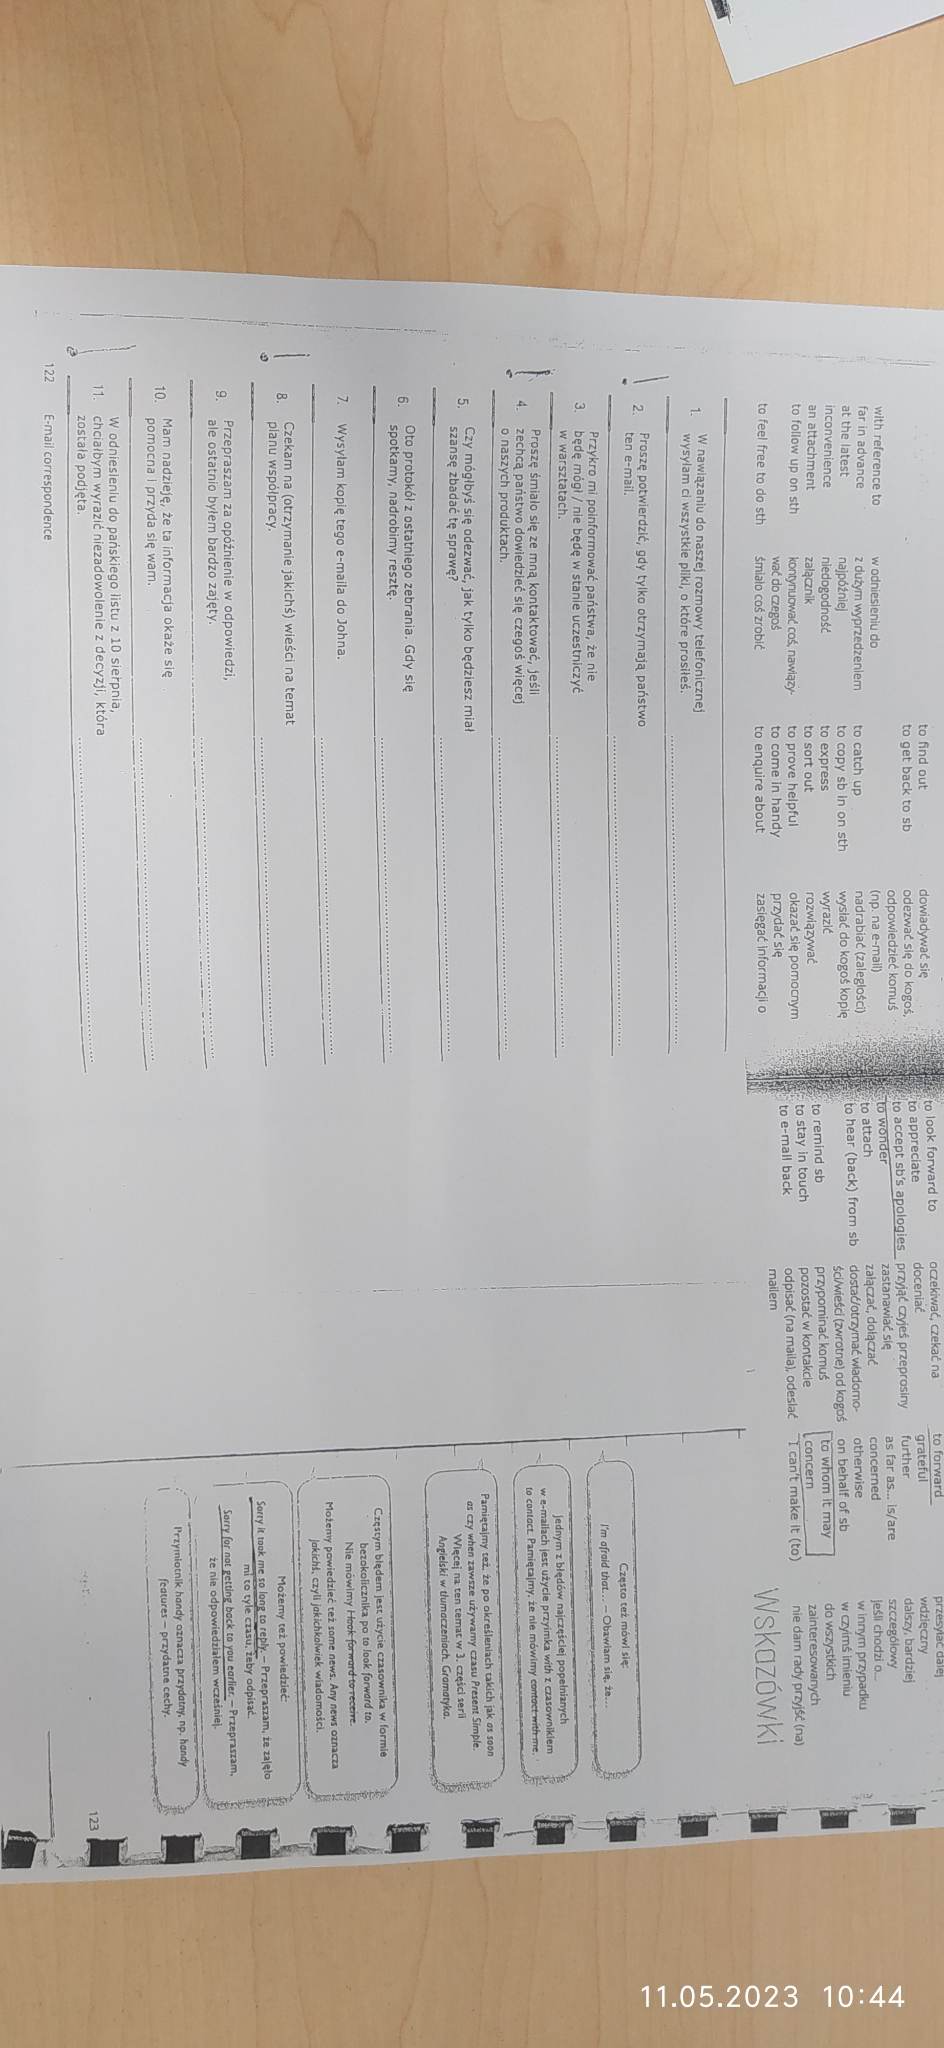 with reference to
far in advance
at the latest
inconvenience
an attachment
to follow up on sth
to feel free to do sth
w odniesieniu do
z dużym wyprzedzeniem
najpóźniej
niedogodność
załącznik
kontynuować coś, nawiązy-
wać do czegoś
śmiało coś zrobić
to find out
to get back to sb
to catch up
to copy sb in on sth
to express
to sort out
to prove helpful
to come in handy
to enquire about
dowiadywać się
odezwać się do kogoś,
odpowiedzieć komuś
(np. na e-mail)
nadrabiać (zaległości)
wysłać do kogoś kopię
wyrazić
rozwiązywać
okazać się pomocnym
przydać się
zasięgać informacji o
to look forward to
to appreciate
to accept sb's apologies
to wonder
to attach
to hear (back) from sb
to remind sb
to stay in touch
to e-mail back
oczekiwać, czekać na
doceniać
przyjąć czyjeś przeprosiny
zastanawiać się
załączać, dołączać
dostać/otrzymać wiadomo-
ści/wieści (zwrotne) od kogoś
przypominać komuś
pozostać w kontakcie
odpisać (na maila), odesłać
mailem
to forward
grateful
further
as far as... is/are
concerned
otherwise
on behalf of sb
to whom it may
concern
I can't make it (to)
przesyłać dalej
wdzięczny
dalszy, bardziej
szczegółowy
jeśli chodzi o...
w innym przypadku
w czyimś imieniu
do wszystkich
zainteresowanych
nie dam rady przyjść (na)
Wskazówki
1. W nawiązaniu do naszej rozmowy telefonicznej
wysyłam ci wszystkie pliki, o które prosiłeś.
2. Proszę potwierdzić, gdy tylko otrzymają państwo
ten e-mail.
3. Przykro mi poinformować państwa, że nie
będę mógł / nie będę w stanie uczestniczyć
w warsztatach.
4. Proszę śmiało się ze mną kontaktować, jeśli
zechcą państwo dowiedzieć się czegoś więcej
o naszych produktach.
5. Czy mógłbyś się odezwać, jak tylko będziesz miał
szansę zbadać tę sprawę?
6. Oto protokół z ostatniego zebrania. Gdy się
spotkamy, nadrobimy resztę.
7. Wysyłam kopię tego e-maila do Johna.
8. Czekam na (otrzymanie jakichś) wieści na temat
planu współpracy.
9. Przepraszam za opóźnienie w odpowiedzi,
ale ostatnio byłem bardzo zajęty.
10. Mam nadzieję, że ta informacja okaże się
pomocna i przyda się wam.
11. W odniesieniu do pańskiego listu z 10 sierpnia,
chciałbym wyrazić niezadowolenie z decyzji, która
została podjęta.
122 E-mail correspondence
Często też mówi się:
I'm afraid that... – Obawiam się, że...
Jednym z błędów najczęściej popełnianych
w e-mailach jest użycie przyimka with z czasownikiem
to contact. Pamiętajmy, że nie mówimy contact with me.
Pamiętajmy też, że po określeniach takich jak as soon
as czy when zawsze używamy czasu Present Simple.
Więcej na ten temat w 3. części serii
Angielski w tłumaczeniach. Gramatyka.
Częstym błędem jest użycie czasownika w formie
bezokolicznika po to look forward to.
Nie mówimy I look forward to receive.
Możemy powiedzieć też some news. Any news oznacza
jakichś, czyli jakichkolwiek wiadomości.
Możemy też powiedzieć:
Sorry it took me so long to reply. – Przepraszam, że zajęło
mi to tyle czasu, żeby odpisać.
Sorry for not getting back to you earlier. – Przepraszam,
że nie odpowiedziałem wcześniej.
Przymiotnik handy oznacza przydatny, np. handy
features – przydatne cechy.
123
11.05.2023 10:44